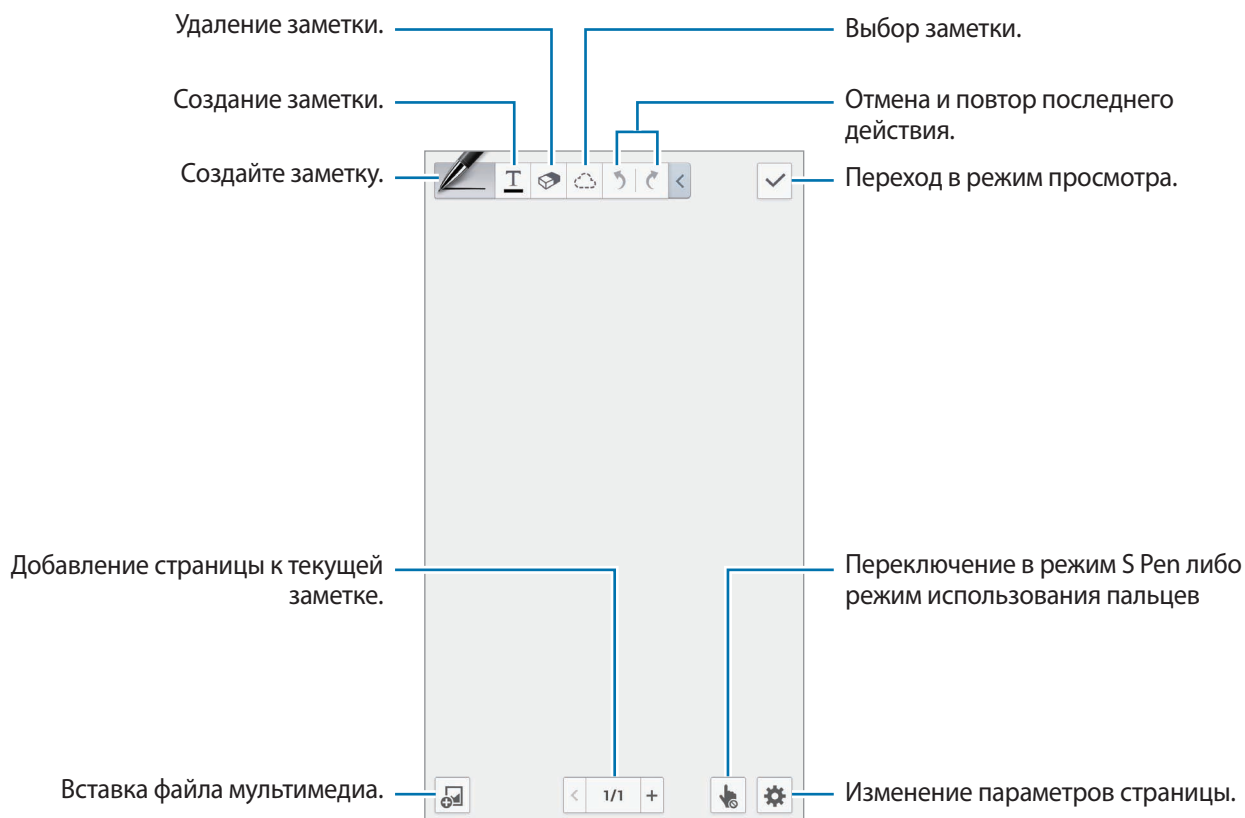 Удаление заметки.
Выбор заметки.
Создание заметки.
Отмена и повтор последнего
действия.
Создайте заметку.
T
Переход в режим просмотра.
Добавление страницы к текущей
заметке.
Переключение в режим S Pen либо
режим использования пальцев
Вставка файла мультимедиа.
1/1 +
Изменение параметров страницы.